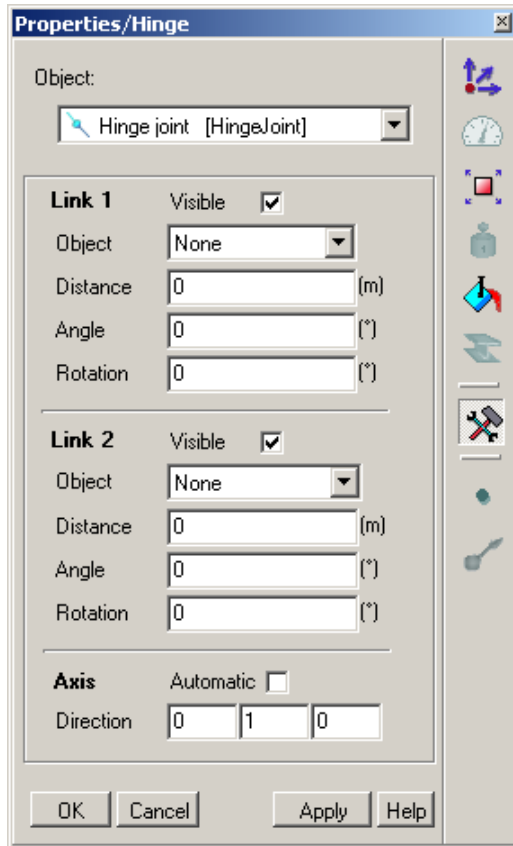 Properties/Hinge
Object:
Hinge joint [HingeJoint]
Link 1 Visible
Object None
Distance 0 (m)
Angle 0 (°)
Rotation 0 (°)
Link 2 Visible
Object None
Distance 0 (m)
Angle 0 (°)
Rotation 0 (°)
Axis Automatic
Direction 0 1 0
OK Cancel Apply Help